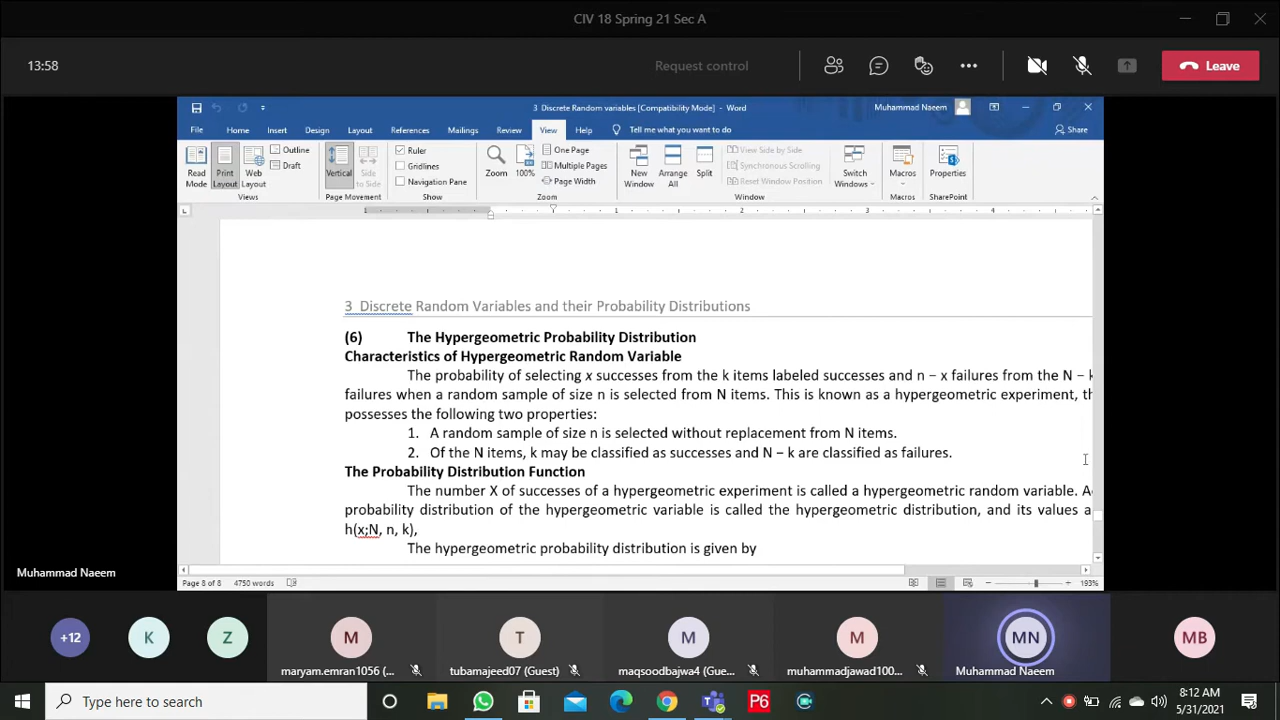 CIV 18 Spring 21 Sec A
13:58
Request control
Leave
3 Discrete Random variables [Compatibility Mode] - Word
Muhammad Naeem
File
Home
Insert
Design
Layout
References
Mailings
Review
View
Help
Tell me what you want to do
Share
Read Mode
Print Layout
Web Layout
Outline
Draft
Views
Vertical
Side to Side
Page Movement
Ruler
Gridlines
Navigation Pane
Show
Zoom
100%
One Page
Multiple Pages
Page Width
Zoom
New Window
Arrange All
Split
View Side by Side
Synchronous Scrolling
Reset Window Position
Switch Windows
Window
Macros
Macros
Properties
SharePoint
1 1 2 3 4
3 Discrete Random Variables and their Probability Distributions
(6) The Hypergeometric Probability Distribution
Characteristics of Hypergeometric Random Variable
The probability of selecting x successes from the k items labeled successes and n − x failures from the N − k
failures when a random sample of size n is selected from N items. This is known as a hypergeometric experiment, th
possesses the following two properties:
1. A random sample of size n is selected without replacement from N items.
2. Of the N items, k may be classified as successes and N − k are classified as failures.
The Probability Distribution Function
The number X of successes of a hypergeometric experiment is called a hypergeometric random variable. A
probability distribution of the hypergeometric variable is called the hypergeometric distribution, and its values a
h(x;N, n, k),
The hypergeometric probability distribution is given by
Page 8 of 8
4750 words
193%
Muhammad Naeem
+12
K
Z
M
T
M
M
MN
MB
maryam.emran1056 (...
tubamajeed07 (Guest)
maqsoodbajwa4 (Gue...
muhammadjawad100...
Muhammad Naeem
Type here to search
P6
8:12 AM
5/31/2021